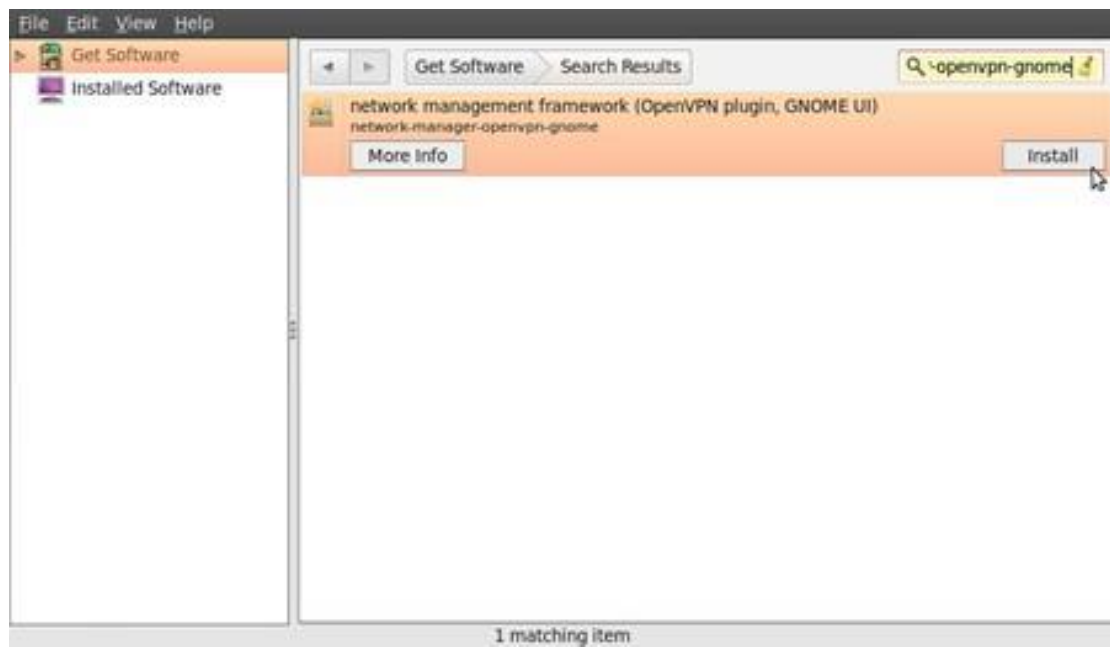 File Edit View Help
Get Software
Installed Software
Get Software Search Results
-openvpn-gnome
network management framework (OpenVPN plugin, GNOME UI)
network-manager-openvpn-gnome
More Info
Install
1 matching item